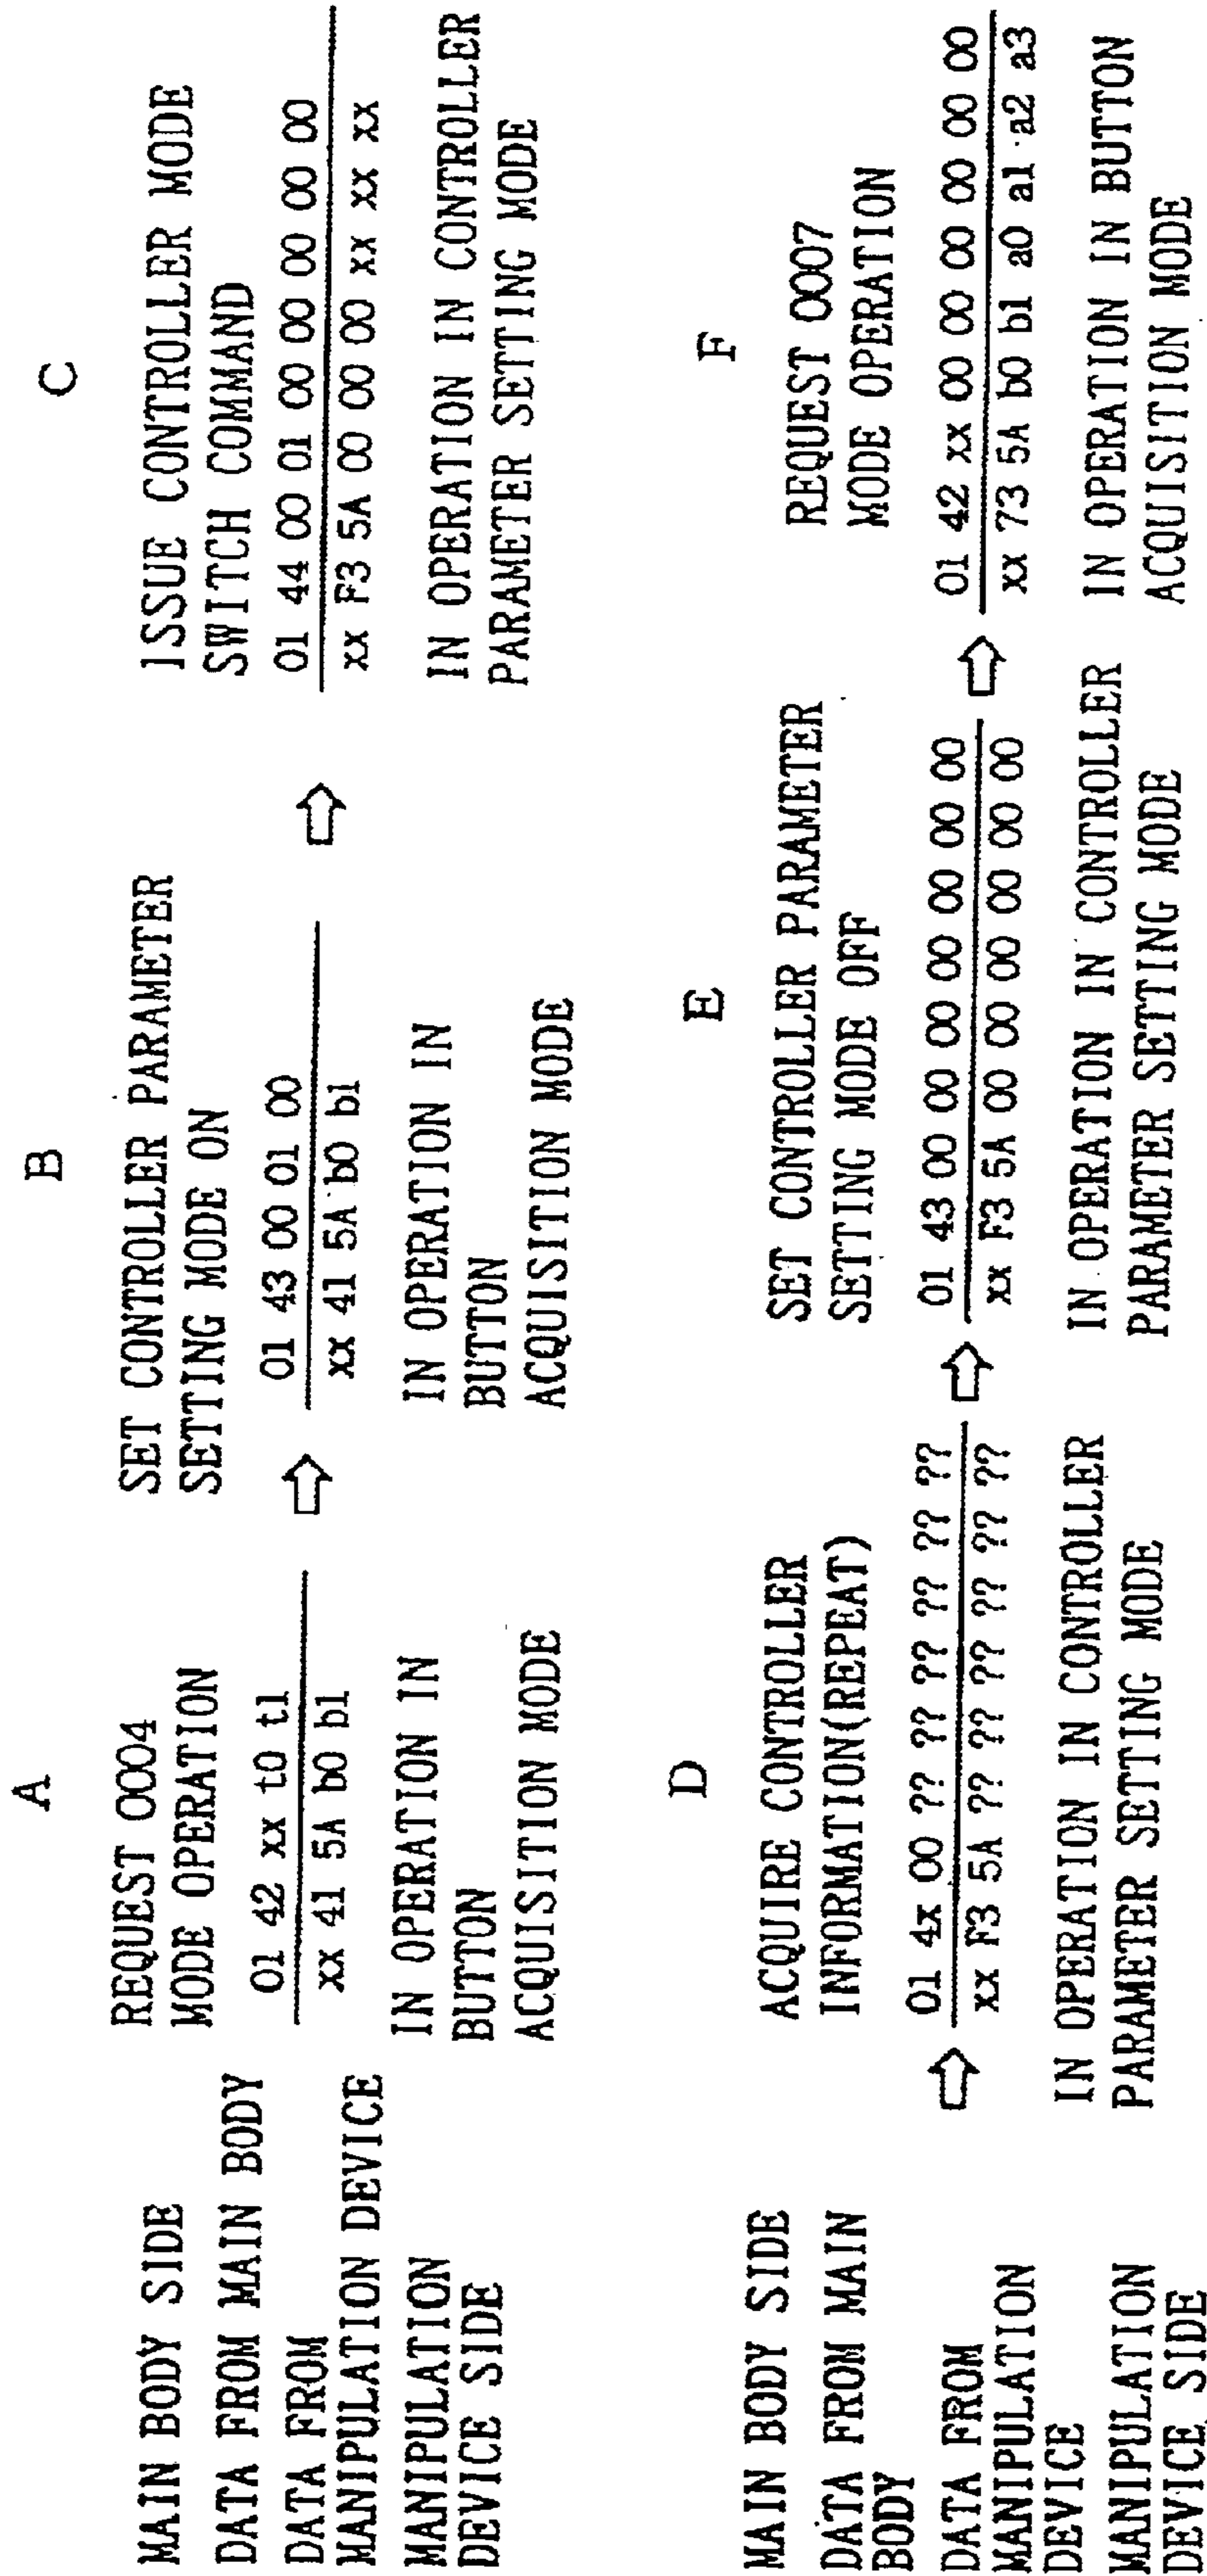 A
B
C
MAIN BODY SIDE
DATA FROM MAIN BODY
DATA FROM
MANIPULATION DEVICE
MANIPULATION
DEVICE SIDE
REQUEST 0004
MODE OPERATION
01 42 xx t0 t1
xx 41 5A b0 b1
IN OPERATION IN
BUTTON
ACQUISITION MODE
SET CONTROLLER PARAMETER
SETTING MODE ON
01 43 00 01 00
xx 41 5A b0 b1
IN OPERATION IN
BUTTON
ACQUISITION MODE
ISSUE CONTROLLER MODE
SWITCH COMMAND
01 44 00 01 00 00 00 00 00
xx F3 5A 00 00 00 xx xx xx
IN OPERATION IN CONTROLLER
PARAMETER SETTING MODE
D
E
F
MAIN BODY SIDE
DATA FROM MAIN
BODY
DATA FROM
MANIPULATION
DEVICE
MANIPULATION
DEVICE SIDE
ACQUIRE CONTROLLER
INFORMATION(REPEAT)
01 4x 00 ?? ?? ?? ?? ?? ??
xx F3 5A ?? ?? ?? ?? ?? ??
IN OPERATION IN CONTROLLER
PARAMETER SETTING MODE
SET CONTROLLER PARAMETER
SETTING MODE OFF
01 43 00 00 00 00 00 00 00
xx F3 5A 00 00 00 00 00 00
IN OPERATION IN CONTROLLER
PARAMETER SETTING MODE
REQUEST 0007
MODE OPERATION
01 42 xx 00 00 00 00 00 00
xx 73 5A b0 b1 a0 a1 a2 a3
IN OPERATION IN BUTTON
ACQUISITION MODE